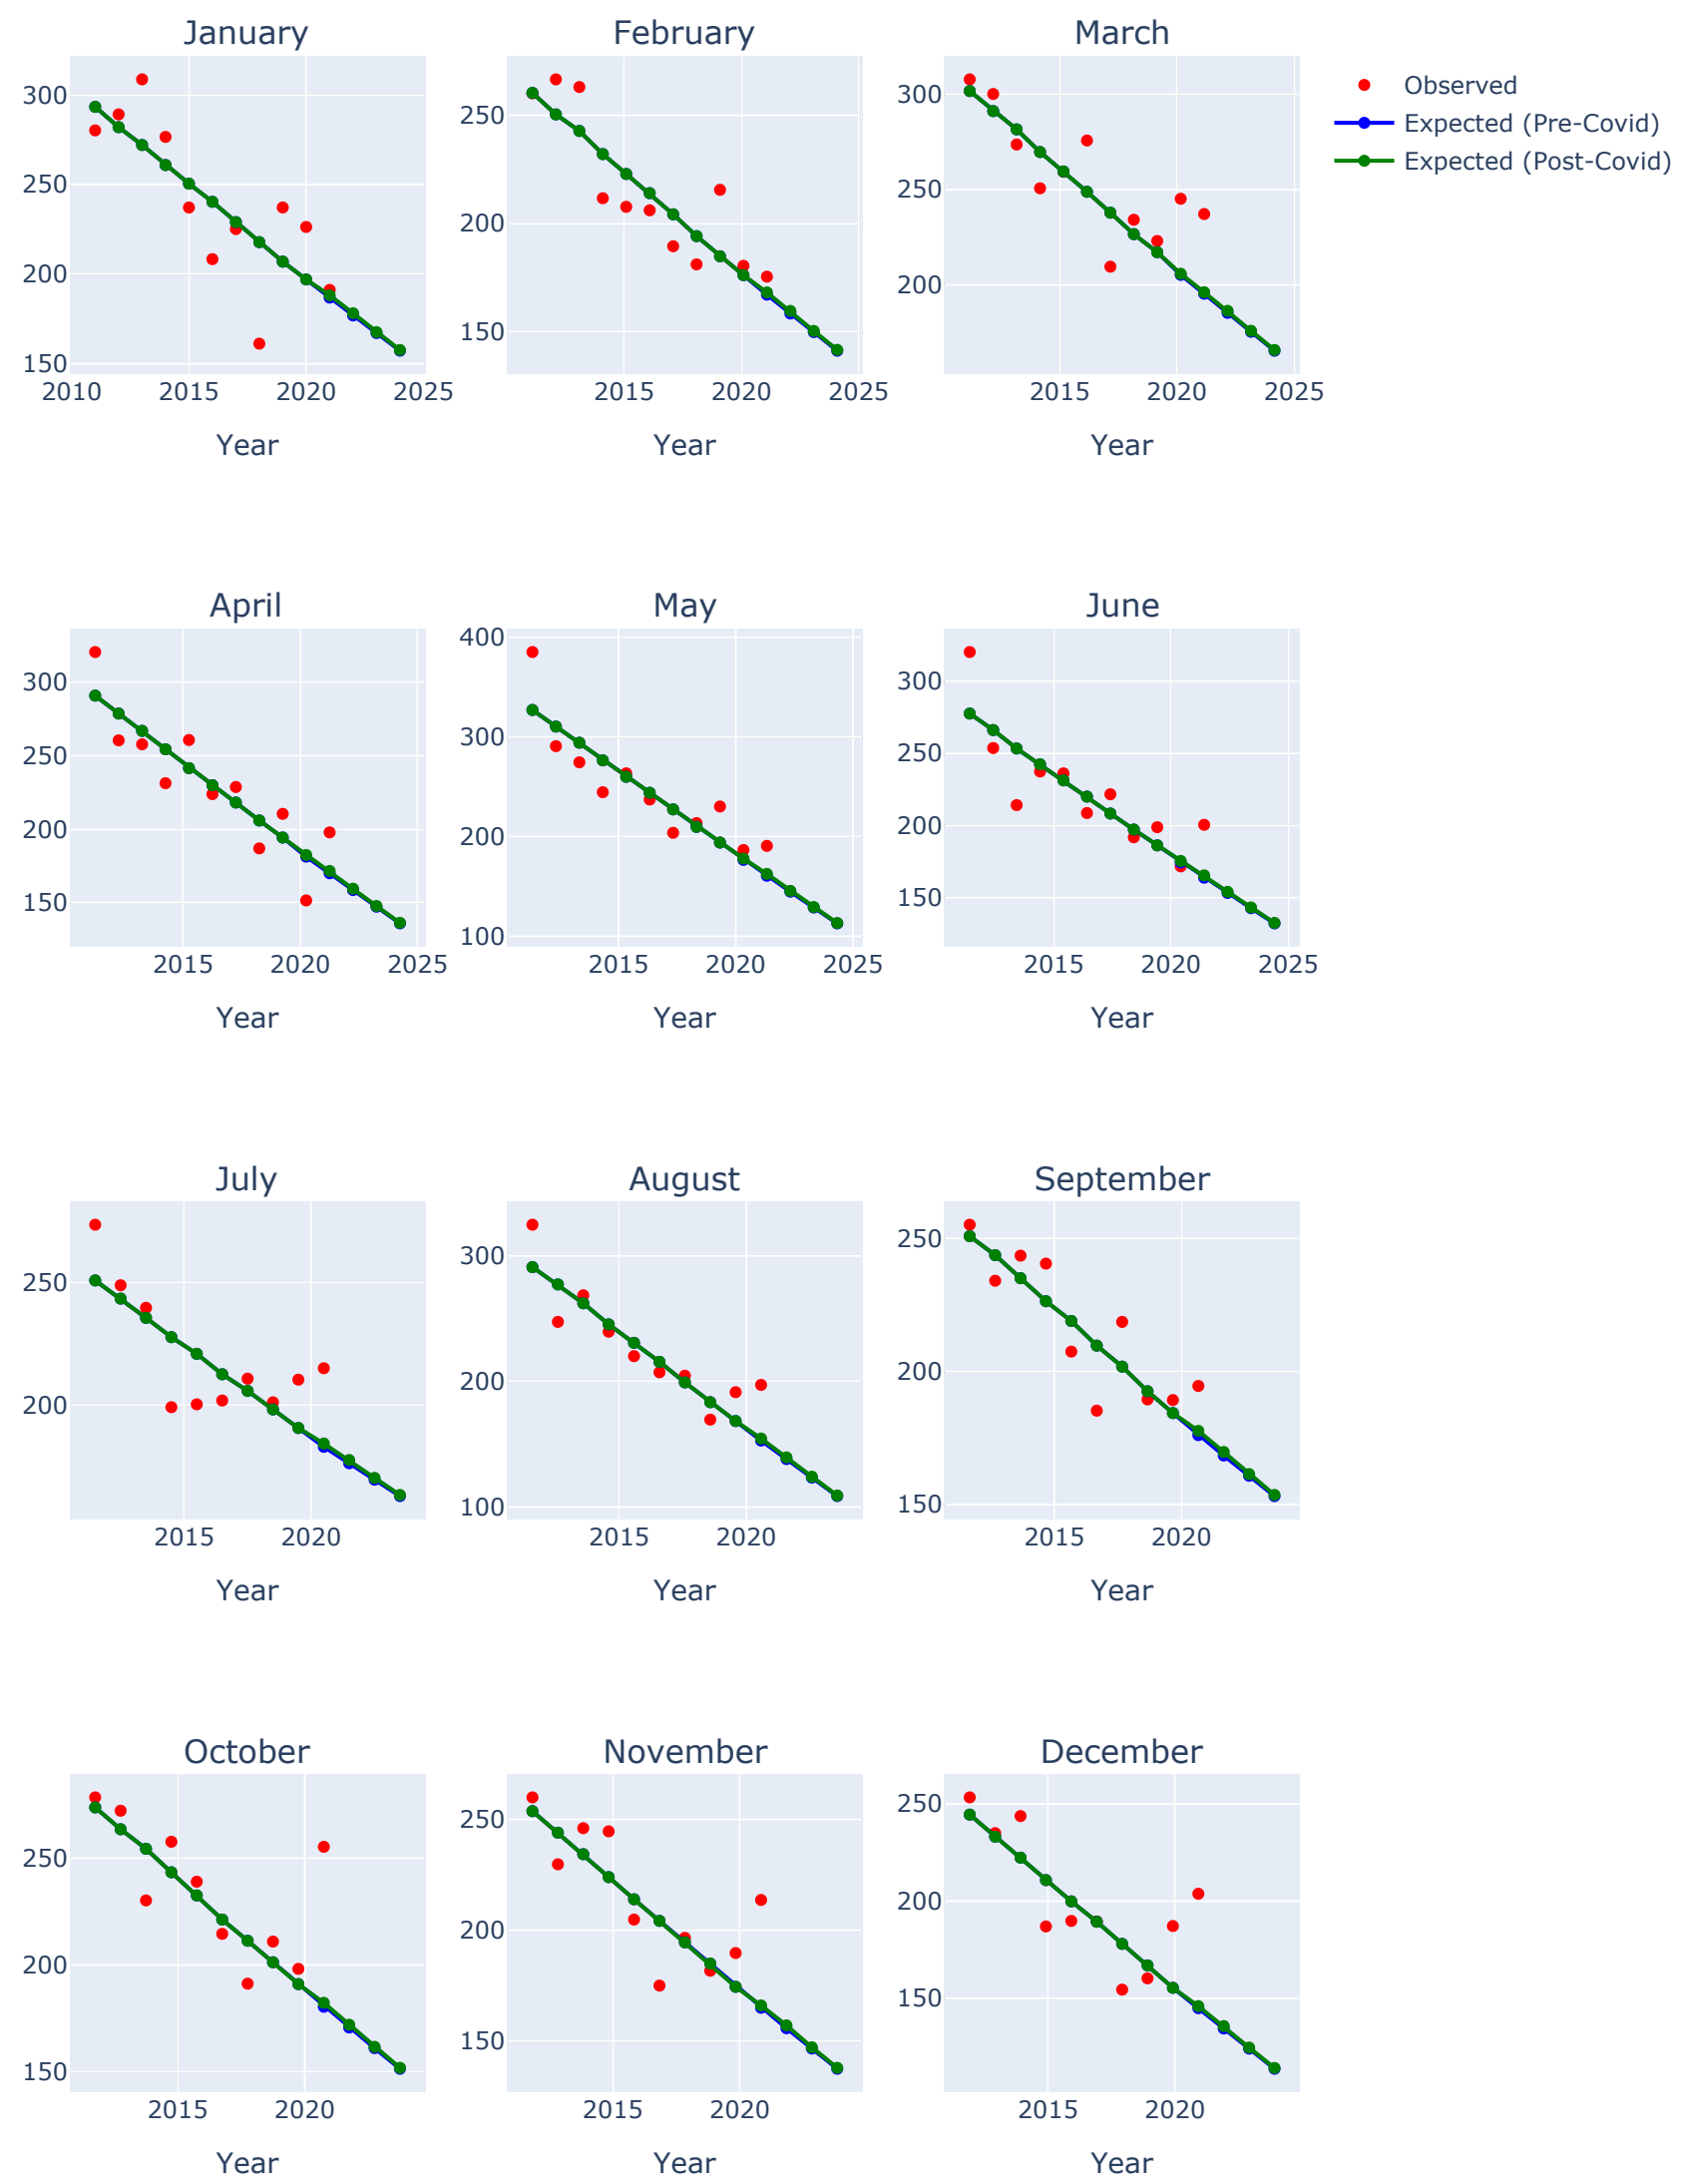 January February March
Observed
Expected (Pre-Covid)
Expected (Post-Covid)
300 250 200 150
250 200 150
300 250 200
2010 2015 2020 2025
2015 2020 2025
2015 2020 2025
Year Year Year
April May June
300 250 200 150
400 300 200 100
300 250 200 150
2015 2020 2025
2015 2020 2025
2015 2020 2025
Year Year Year
July August September
250 200
300 200 100
250 200 150
2015 2020
2015 2020
2015 2020
Year Year Year
October November December
250 200 150
250 200 150
250 200 150
2015 2020
2015 2020
2015 2020
Year Year Year